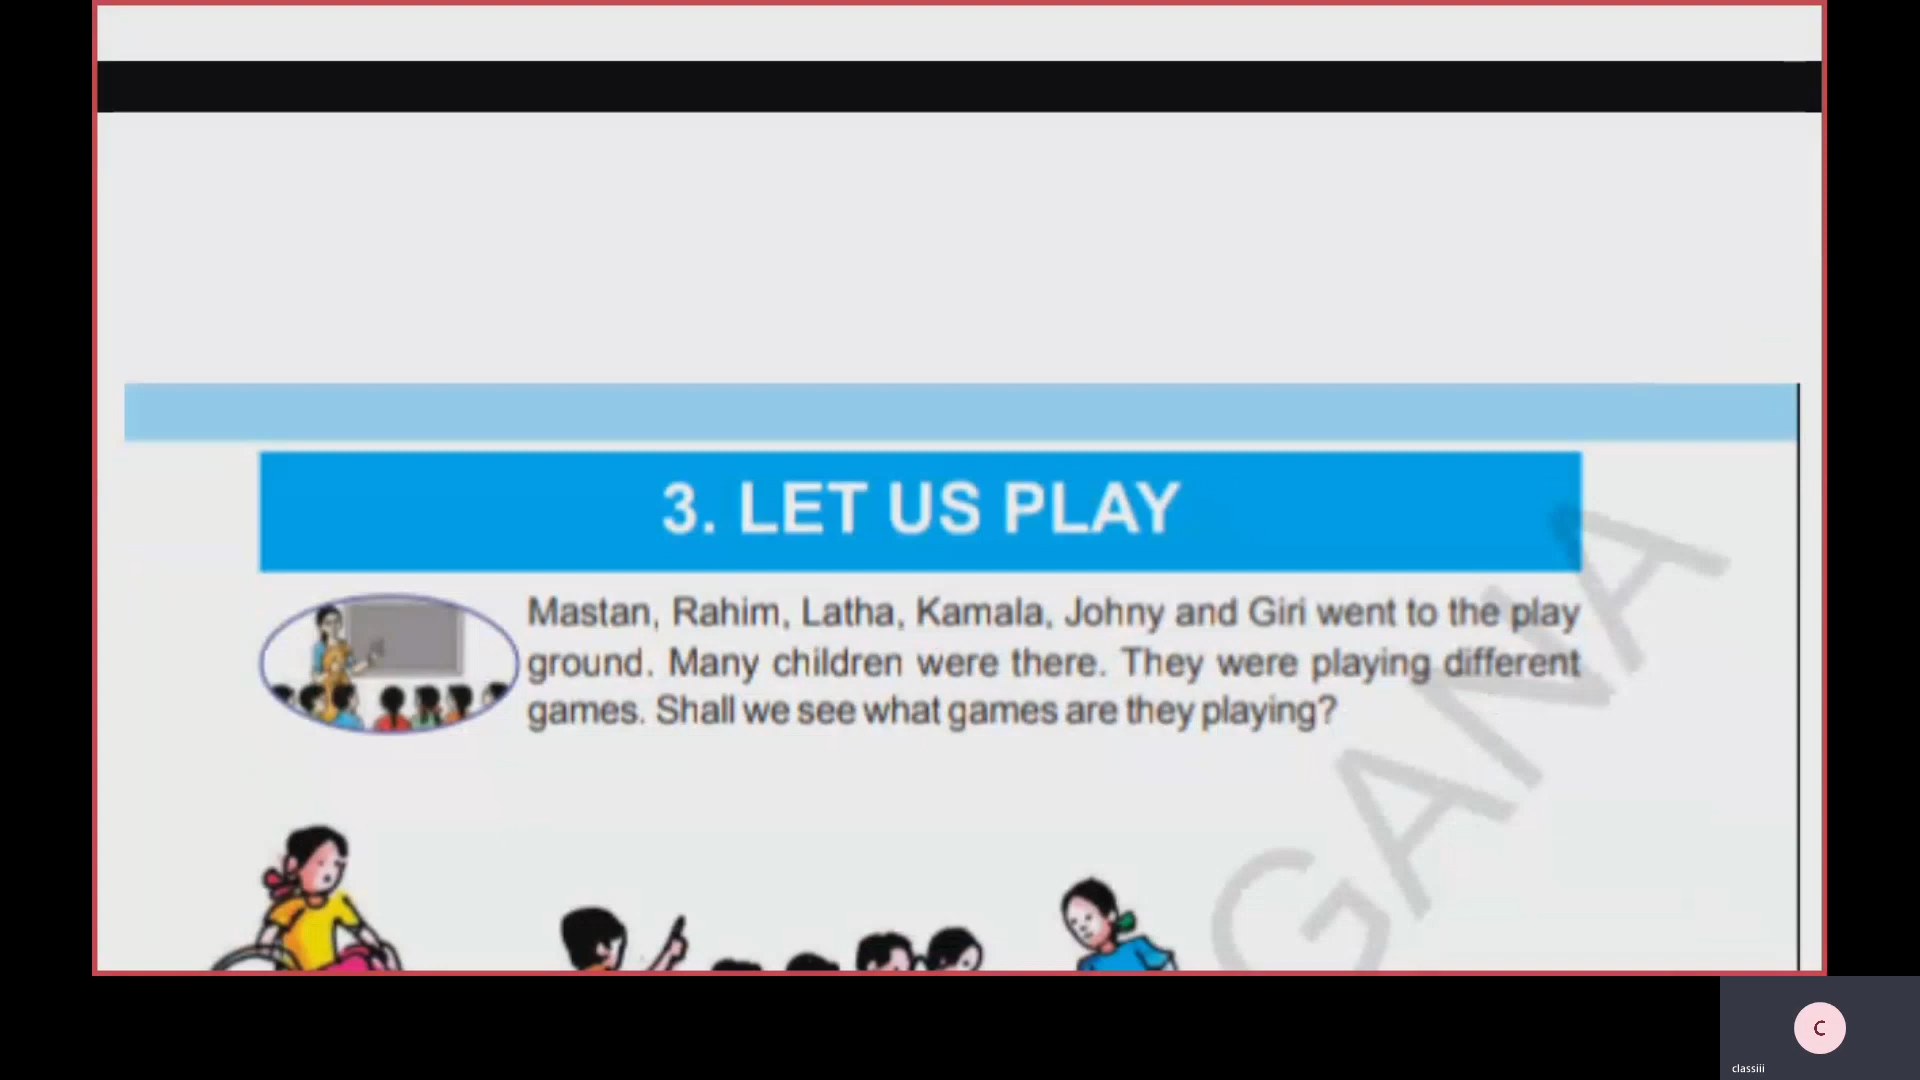 3. LET US PLAY
Mastan, Rahim, Latha, Kamala, Johny and Giri went to the play
ground. Many children were there. They were playing different
games. Shall we see what games are they playing?
GANA
C
classiii